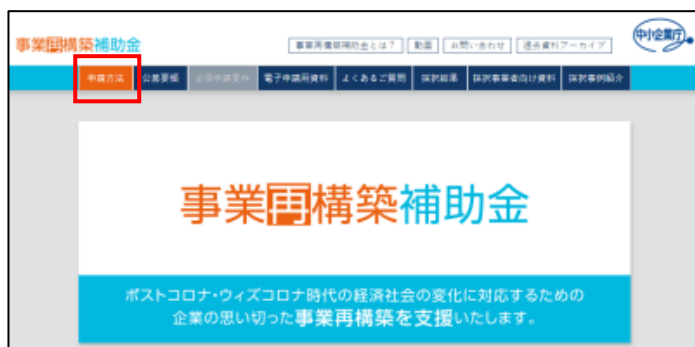 事業再構築補助金
事業再構築補助金とは？ 動画 お問い合わせ 過去資料アーカイブ
中小企業庁
申請方法 公募要領 必須申請要件 電子申請用資料 よくあるご質問 採択結果 採択事業者向け資料 採択事例紹介
事業再構築補助金
ポストコロナ・ウィズコロナ時代の経済社会の変化に対応するための
企業の思い切った事業再構築を支援いたします。